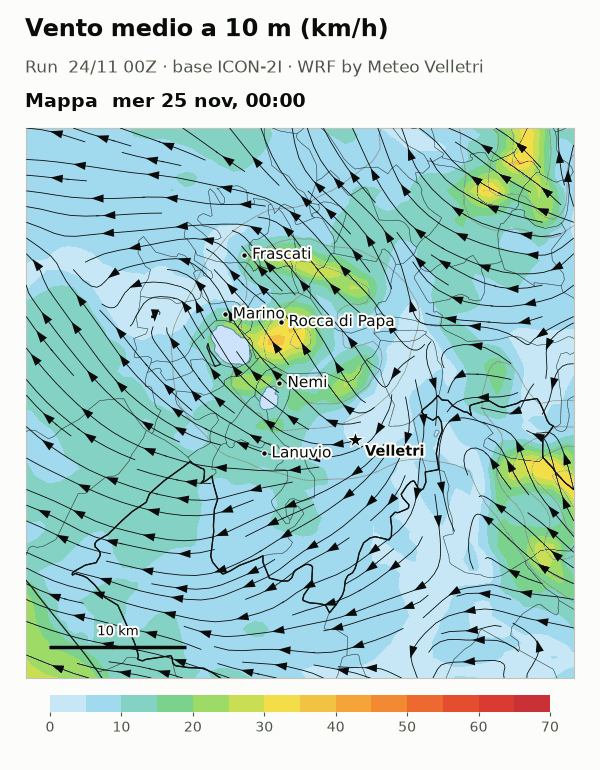 Vento medio a 10 m (km/h)
Run  24/11 00Z · base ICON-2I · WRF by Meteo Velletri
Mappa  mer 25 nov, 00:00
Frascati
Marino
Rocca di Papa
Nemi
Lanuvio
Velletri
10 km
0 10 20 30 40 50 60 70